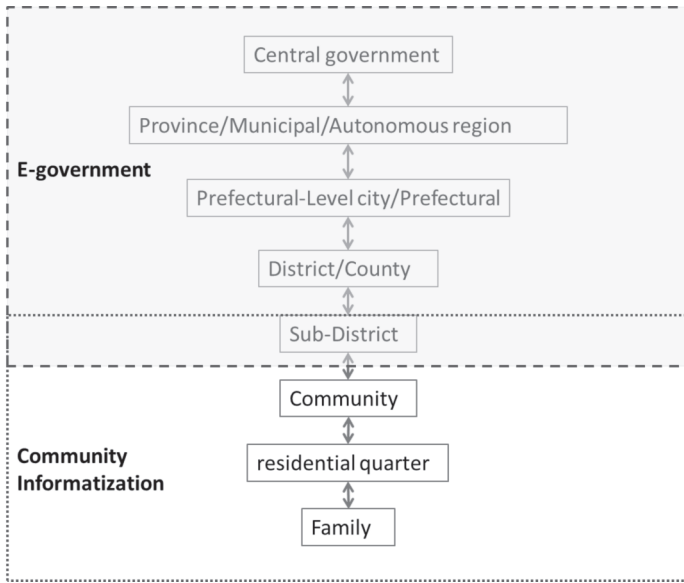 Central government
Province/Municipal/Autonomous region
E-government
Prefectural-Level city/Prefectural
District/County
Sub-District
Community
Community
Informatization
residential quarter
Family